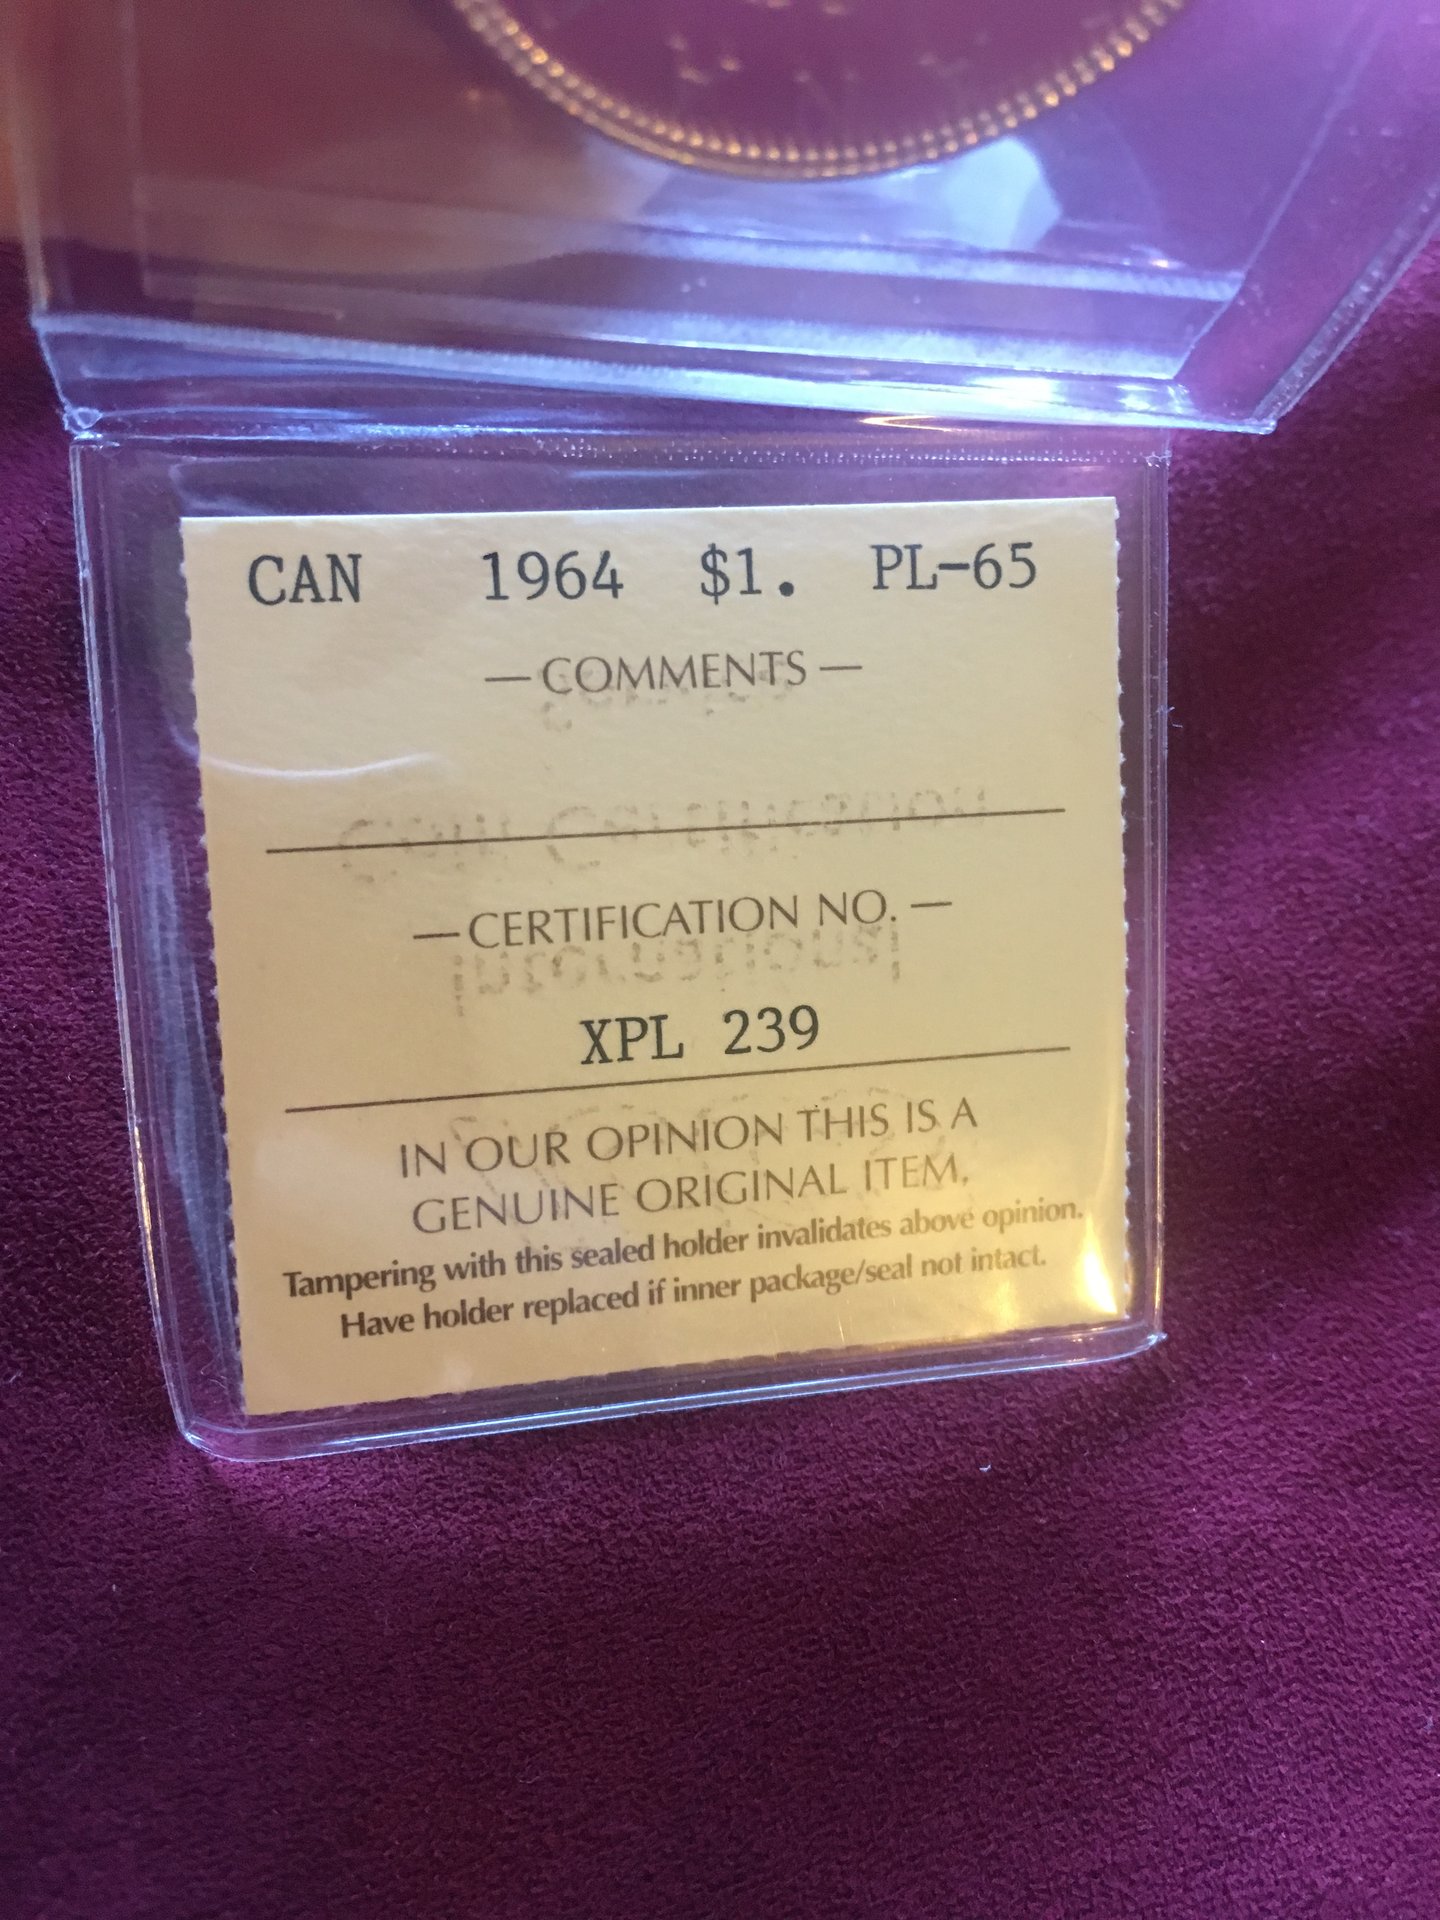 CAN 1964 $1. PL-65
— COMMENTS —
— CERTIFICATION NO. —
XPL 239
IN OUR OPINION THIS IS A
GENUINE ORIGINAL ITEM.
Tampering with this sealed holder invalidates above opinion.
Have holder replaced if inner package/seal not intact.